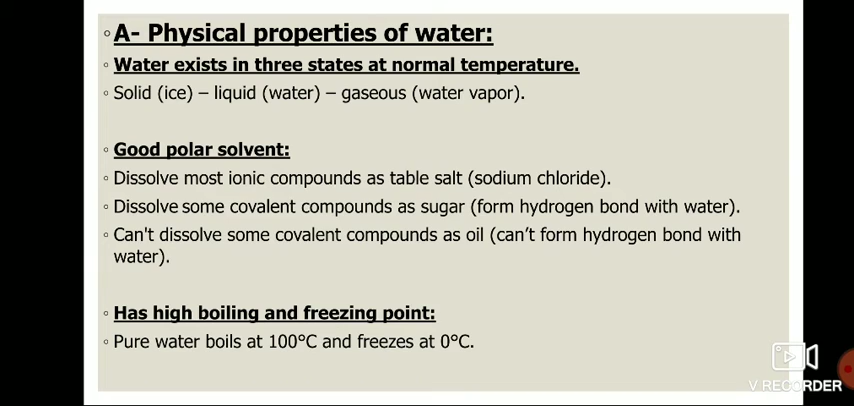 ◦ A- Physical properties of water:
◦ Water exists in three states at normal temperature.
◦ Solid (ice) – liquid (water) – gaseous (water vapor).
◦ Good polar solvent:
◦ Dissolve most ionic compounds as table salt (sodium chloride).
◦ Dissolve some covalent compounds as sugar (form hydrogen bond with water).
◦ Can't dissolve some covalent compounds as oil (can’t form hydrogen bond with
water).
◦ Has high boiling and freezing point:
◦ Pure water boils at 100°C and freezes at 0°C.
V RECORDER